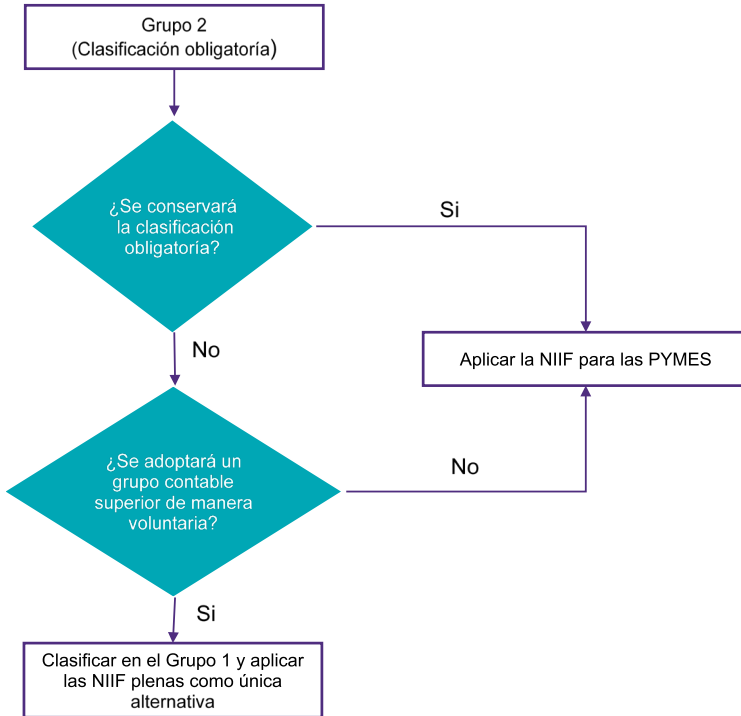 Grupo 2
(Clasificación obligatoría)
¿Se conservará
la clasificación
obligatoría?
Si
No
Aplicar la NIIF para las PYMES
¿Se adoptará un
grupo contable
superior de manera
voluntaria?
No
Si
Clasificar en el Grupo 1 y aplicar
las NIIF plenas como única
alternativa